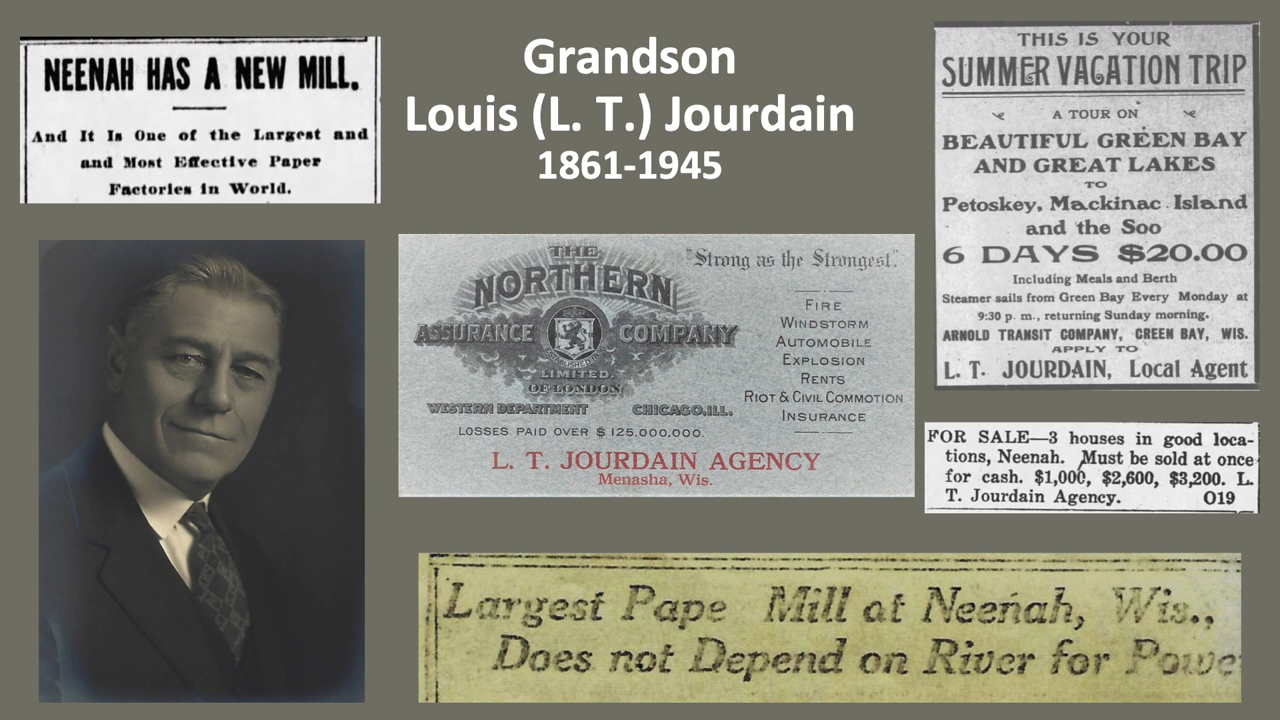 NEENAH HAS A NEW MILL.
And It Is One of the Largest and
and Most Effective Paper
Factories in World.
Grandson
Louis (L. T.) Jourdain
1861-1945
THIS IS YOUR
SUMMER VACATION TRIP
A TOUR ON
BEAUTIFUL GREEN BAY
AND GREAT LAKES
TO
Petoskey, Mackinac Island
and the Soo
6 DAYS $20.00
Including Meals and Berth
Steamer sails from Green Bay Every Monday at
9:30 p. m., returning Sunday morning.
ARNOLD TRANSIT COMPANY, GREEN BAY, WIS.
APPLY TO
L. T. JOURDAIN, Local Agent
THE
NORTHERN
ASSURANCE COMPANY
LIMITED.
OF LONDON
WESTERN DEPARTMENT CHICAGO, ILL.
LOSSES PAID OVER $125,000,000.
"Strong as the Strongest."
FIRE
WINDSTORM
AUTOMOBILE
EXPLOSION
RENTS
RIOT & CIVIL COMMOTION
INSURANCE
L. T. JOURDAIN AGENCY
Menasha, Wis.
FOR SALE—3 houses in good loca-
tions, Neenah. Must be sold at once
for cash. $1,000, $2,600, $3,200. L.
T. Jourdain Agency. O19
Largest Pape Mill at Neenah, Wis.,
Does not Depend on River for Powe